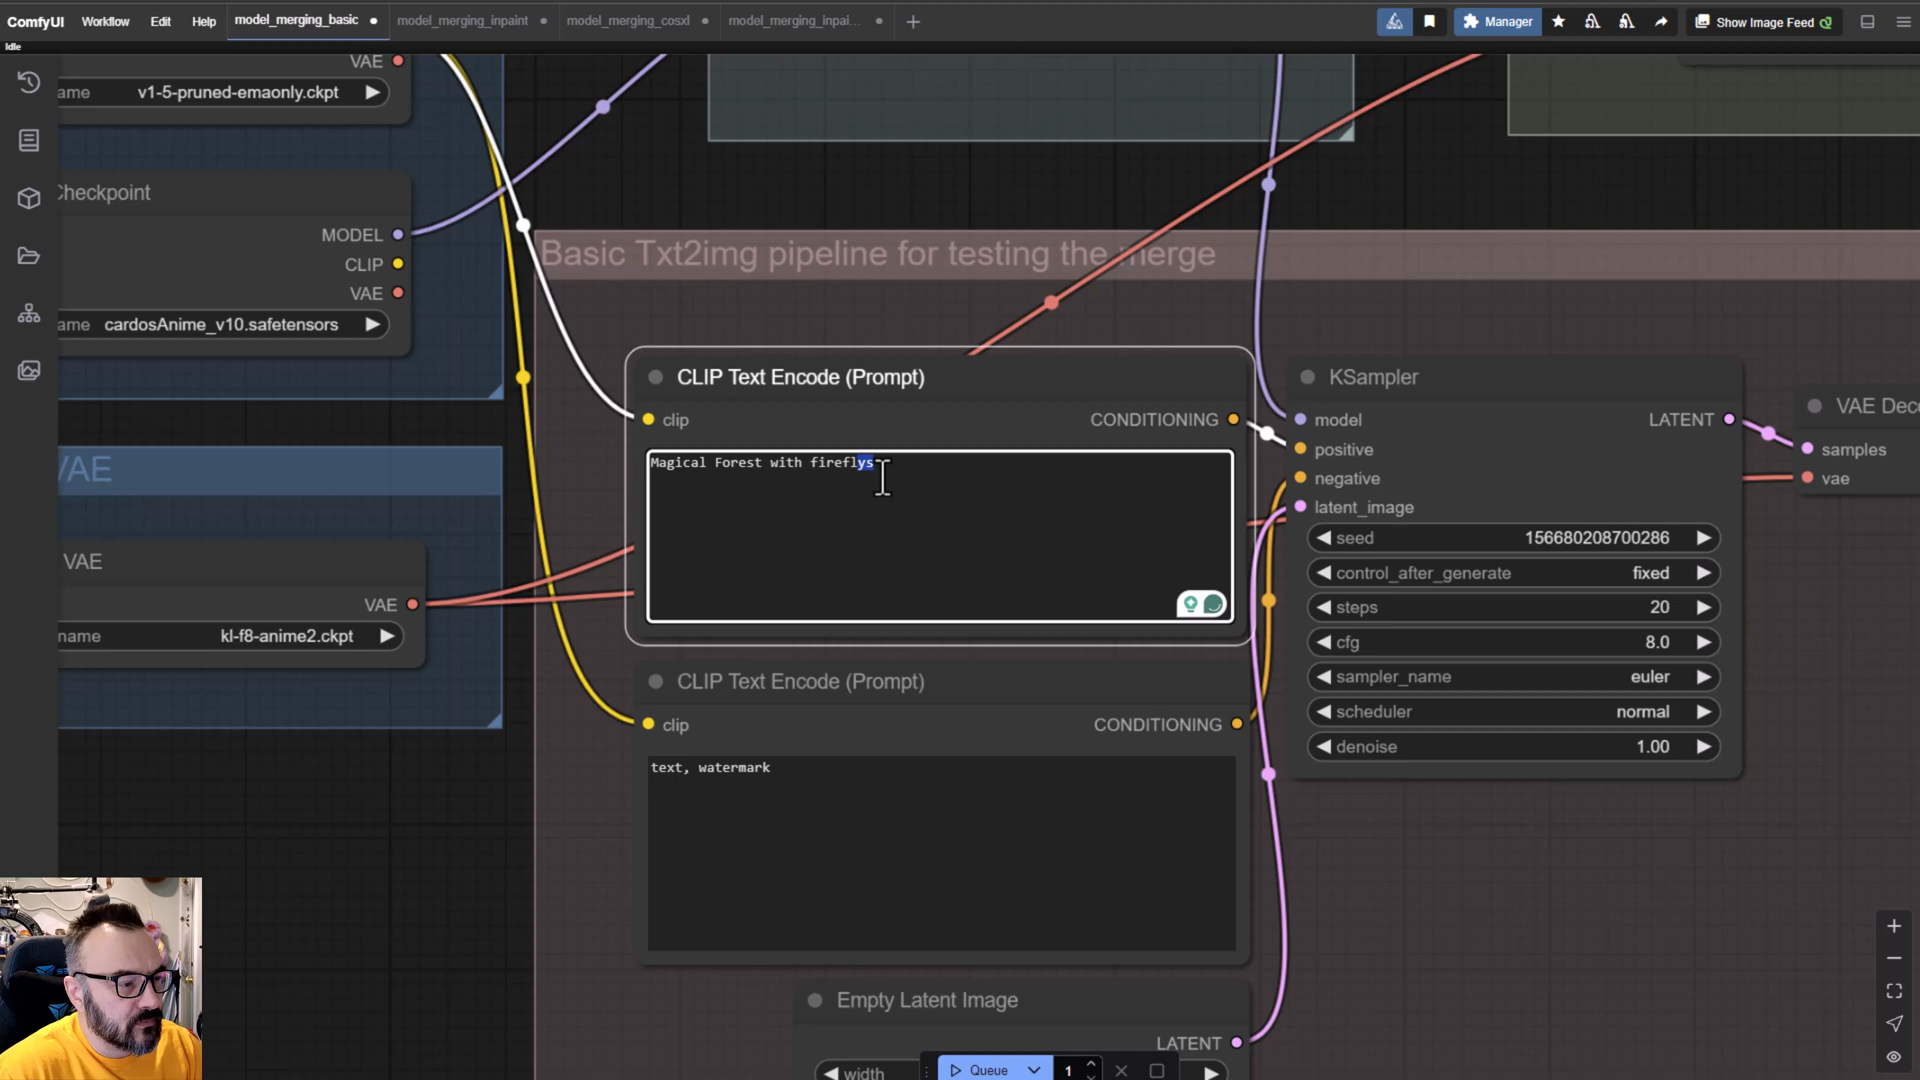 ComfyUI Workflow Edit Help model_merging_basic model_merging_inpaint model_merging_cosxl model_merging_inpai... Manager Show Image Feed
Idle
VAE
ame v1-5-pruned-emaonly.ckpt
Checkpoint
MODEL
CLIP
VAE
ame cardosAnime_v10.safetensors
VAE
VAE
VAE
name kl-f8-anime2.ckpt
Basic Txt2img pipeline for testing the merge
CLIP Text Encode (Prompt)
clip CONDITIONING
Magical Forest with fireflys
CLIP Text Encode (Prompt)
clip CONDITIONING
text, watermark
Empty Latent Image
LATENT
width
KSampler
model LATENT
positive
negative
latent_image
seed 156680208700286
control_after_generate fixed
steps 20
cfg 8.0
sampler_name euler
scheduler normal
denoise 1.00
VAE Deco
samples
vae
Queue 1